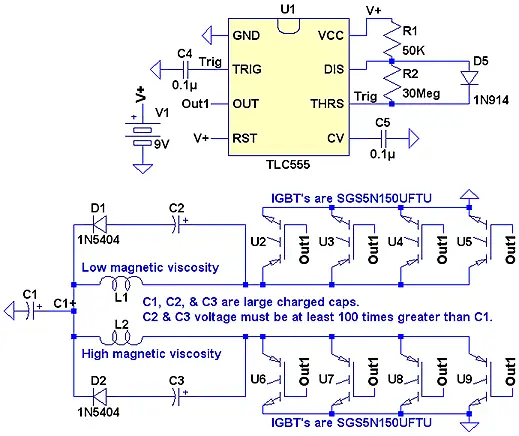 U1
V+
GND
VCC
R1
50K
C4
Trig
TRIG
DIS
D5
0.1µ
R2
30Meg
V+
Out1
OUT
THRS
Trig
1N914
V1
C5
9V
V+
RST
CV
0.1µ
TLC555
IGBT's are SGS5N150UFTU
D1
C2
1N5404
U2
Out1
U3
Out1
U4
Out1
U5
Out1
Low magnetic viscosity
C1
C1+
L1
C1, C2, & C3 are large charged caps.
C2 & C3 voltage must be at least 100 times greater than C1.
L2
High magnetic viscosity
U6
Out1
U7
Out1
U8
Out1
U9
Out1
D2
C3
1N5404
IGBT's are SGS5N150UFTU